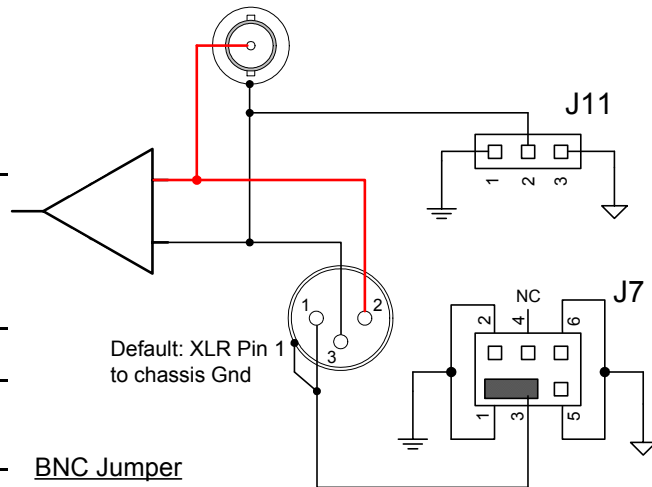 J11
1 2 3
J7
NC
2 4 6
1 2
3
Default: XLR Pin 1
to chassis Gnd
1 3 5
BNC Jumper